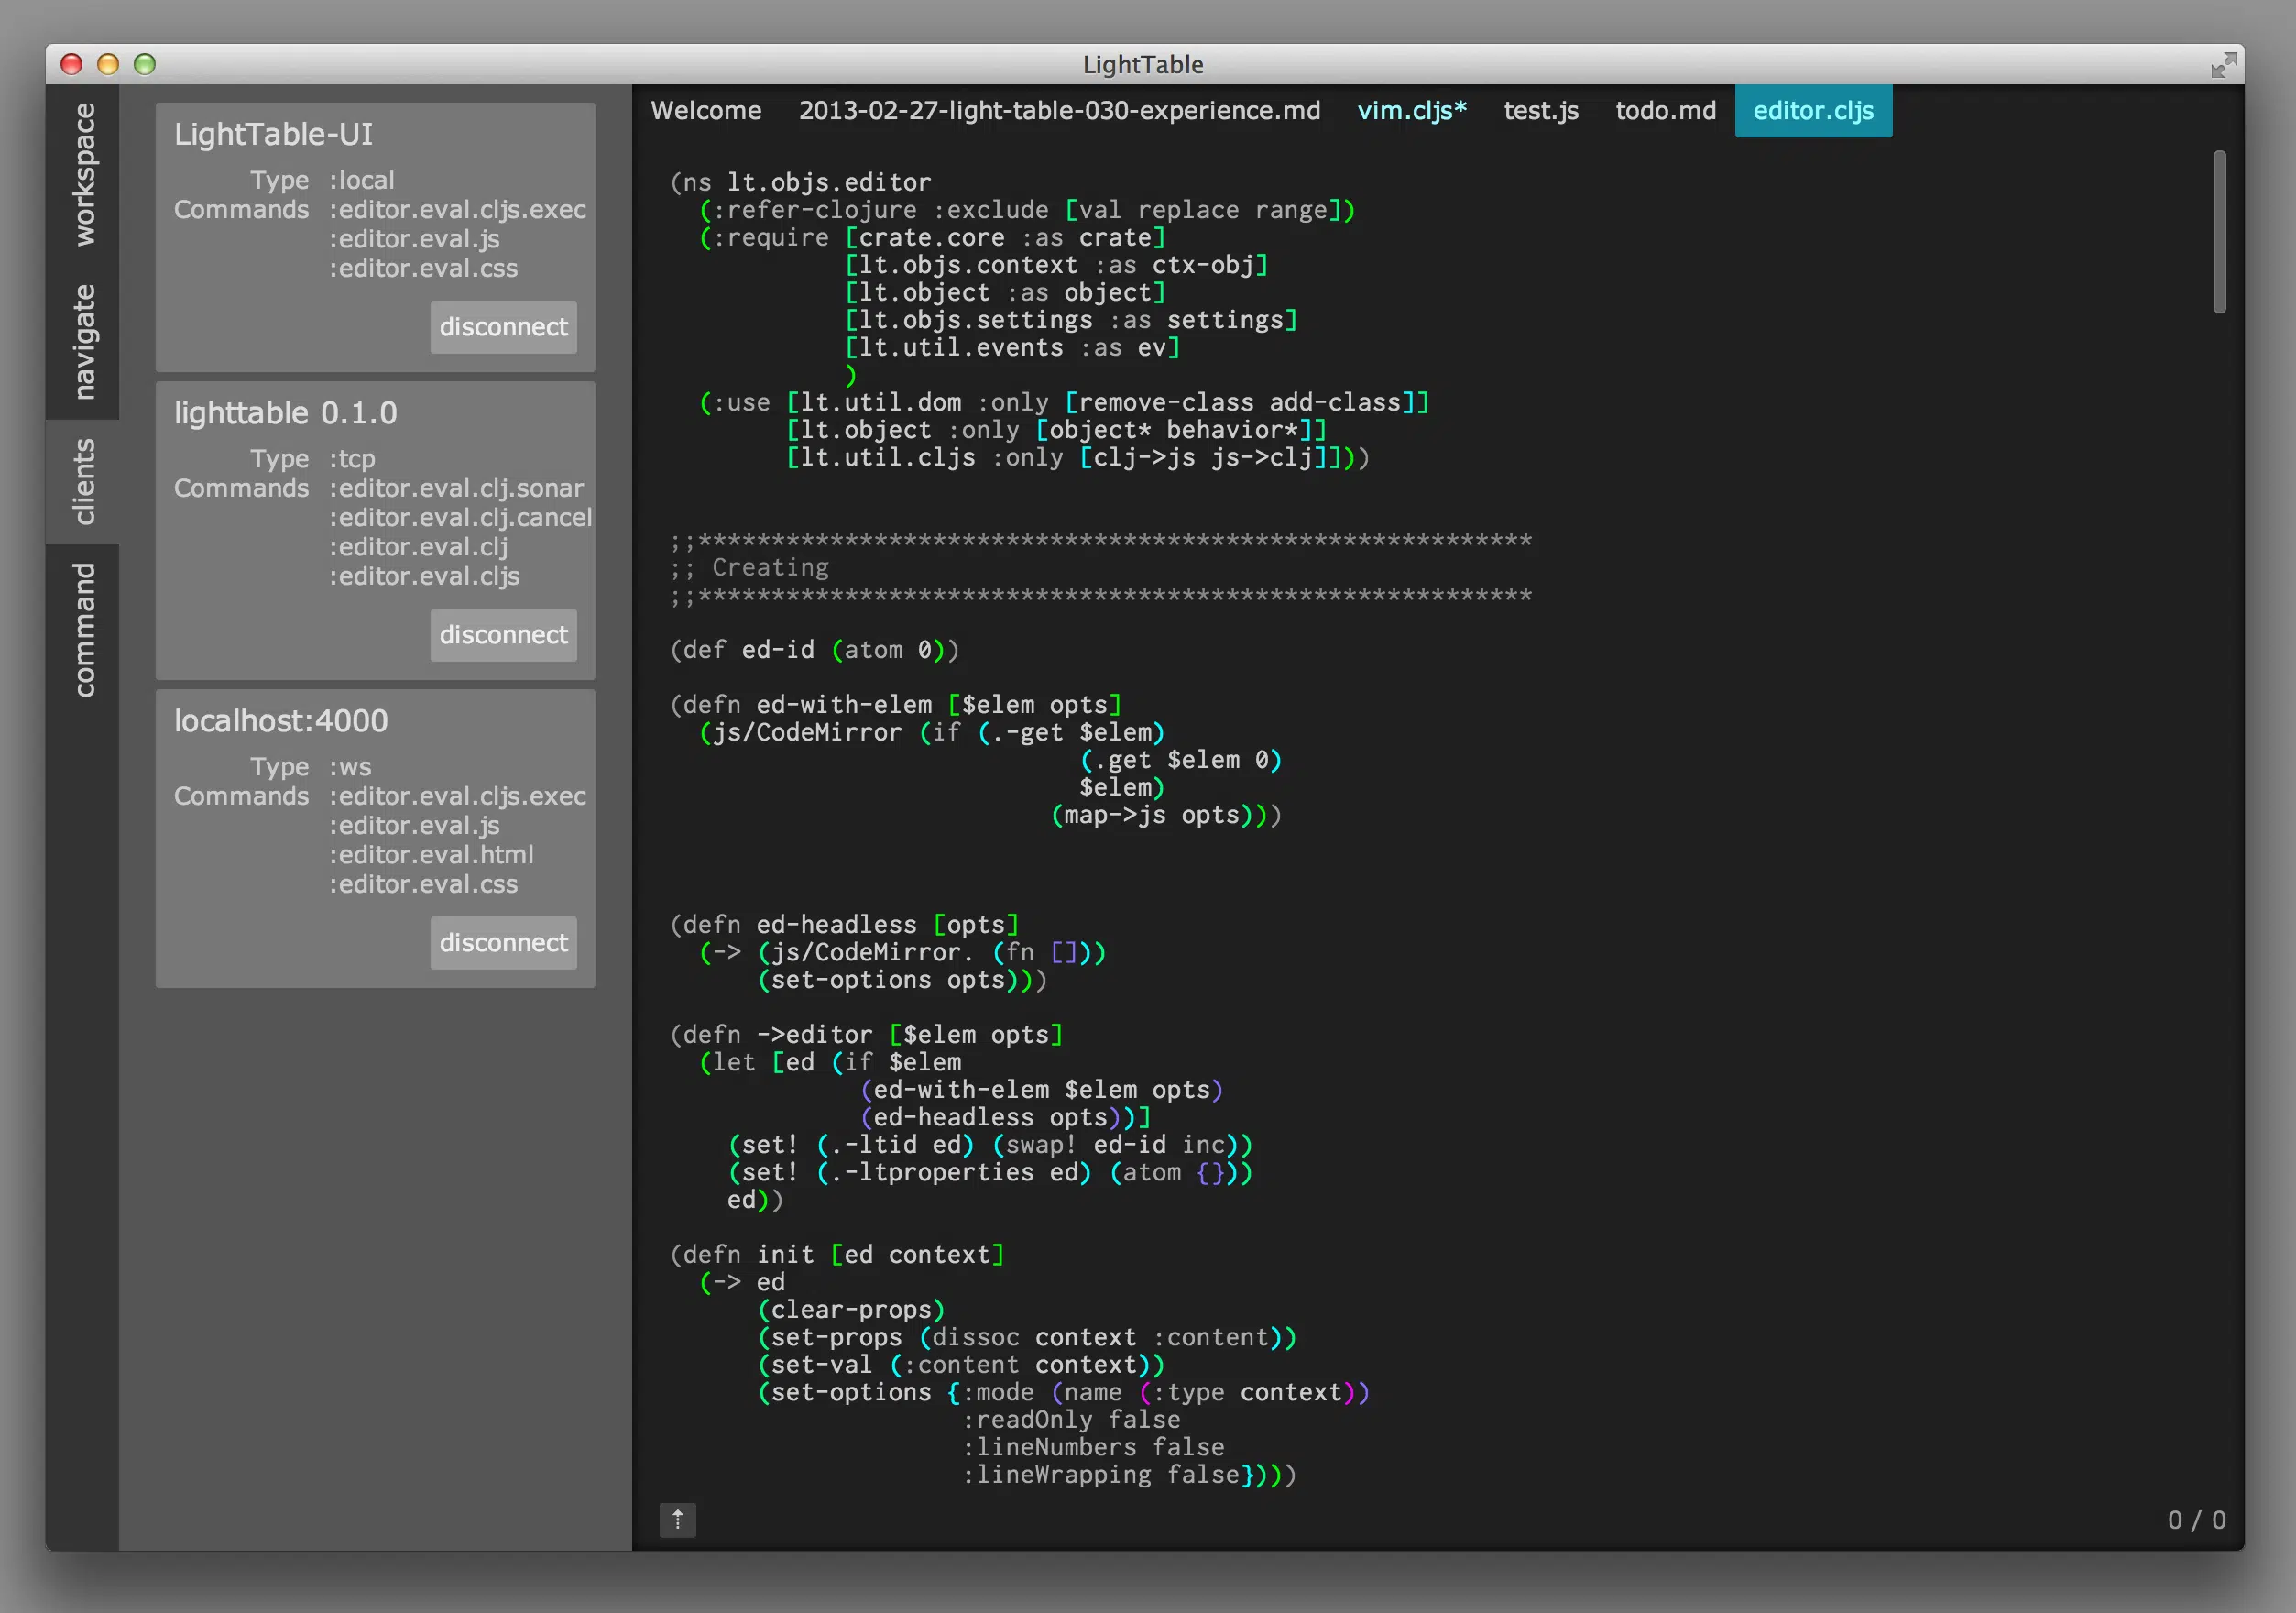 LightTable
workspace
navigate
clients
command
LightTable-UI
Type :local
Commands :editor.eval.cljs.exec
:editor.eval.js
:editor.eval.css
disconnect
lighttable 0.1.0
Type :tcp
Commands :editor.eval.clj.sonar
:editor.eval.clj.cancel
:editor.eval.clj
:editor.eval.cljs
disconnect
localhost:4000
Type :ws
Commands :editor.eval.cljs.exec
:editor.eval.js
:editor.eval.html
:editor.eval.css
disconnect
Welcome 2013-02-27-light-table-030-experience.md vim.cljs* test.js todo.md editor.cljs
(ns lt.objs.editor
  (:refer-clojure :exclude [val replace range])
  (:require [crate.core :as crate]
            [lt.objs.context :as ctx-obj]
            [lt.object :as object]
            [lt.objs.settings :as settings]
            [lt.util.events :as ev]
            )
  (:use [lt.util.dom :only [remove-class add-class]]
        [lt.object :only [object* behavior*]]
        [lt.util.cljs :only [clj->js js->clj]]))
;;*********************************************************
;; Creating
;;*********************************************************
(def ed-id (atom 0))
(defn ed-with-elem [$elem opts]
  (js/CodeMirror (if (.-get $elem)
                            (.get $elem 0)
                            $elem)
                          (map->js opts)))
(defn ed-headless [opts]
  (-> (js/CodeMirror. (fn []))
      (set-options opts)))
(defn ->editor [$elem opts]
  (let [ed (if $elem
             (ed-with-elem $elem opts)
             (ed-headless opts))]
    (set! (.-ltid ed) (swap! ed-id inc))
    (set! (.-ltproperties ed) (atom {}))
    ed))
(defn init [ed context]
  (-> ed
      (clear-props)
      (set-props (dissoc context :content))
      (set-val (:content context))
      (set-options {:mode (name (:type context))
                    :readOnly false
                    :lineNumbers false
                    :lineWrapping false})))
0 / 0